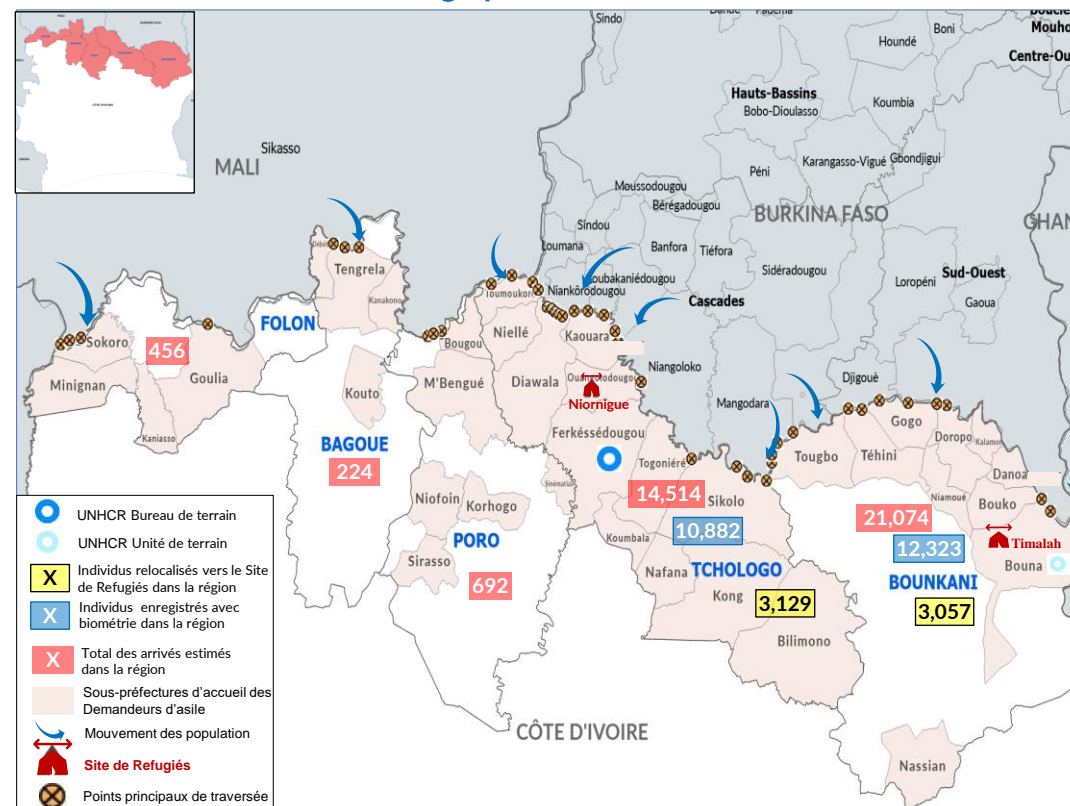 Sindo
Boni
Mouho
Houndé
Centre-Ou
Hauts-Bassins
Bobo-Dioulasso
Koumbia
Sikasso
MALI
Karangasso-Vigué
Gbondjigui
Péni
Moussodougou
Bérégadougou
BURKINA FASO
GHAN
Sindou
Loumana
Banfora
Tiéfora
Soubakaniédougou
Sidéradougou
Niankôrodougou
Loropéni
Sud-Ouest
Gaoua
Cascades
Tengrela
Kanakono
Toumoukoro
FOLON
Niellé
Kaouara
Sokoro
456
Bougou
Niangoloko
Goulia
Minignan
M'Bengué
Diawala
Ouangolodougou
Djigouè
Kouto
Niornigue
Mangodara
Gogo
Kaniasso
Ferkéssédougou
Doropo
Kalamon
BAGOUE
Tougbo
Téhini
224
Togoniéré
Danoa
14,514
Sikolo
Niamoué
Bouko
Niofoin
Korhogo
21,074
10,882
12,323
Timalah
Koumbala
PORO
Sirasso
Nafana
TCHOLOGO
Bouna
BOUNKANI
692
Kong
3,129
3,057
Bilimono
CÔTE D'IVOIRE
Nassian
UNHCR Bureau de terrain
UNHCR Unité de terrain
X
Individus relocalisés vers le Site
de Refugiés dans la région
X
Individus enregistrés avec
biométrie dans la région
X
Total des arrivés estimés
dans la région
Sous-préfectures d'accueil des
Demandeurs d'asile
Mouvement des population
Site de Refugiés
Points principaux de traversée